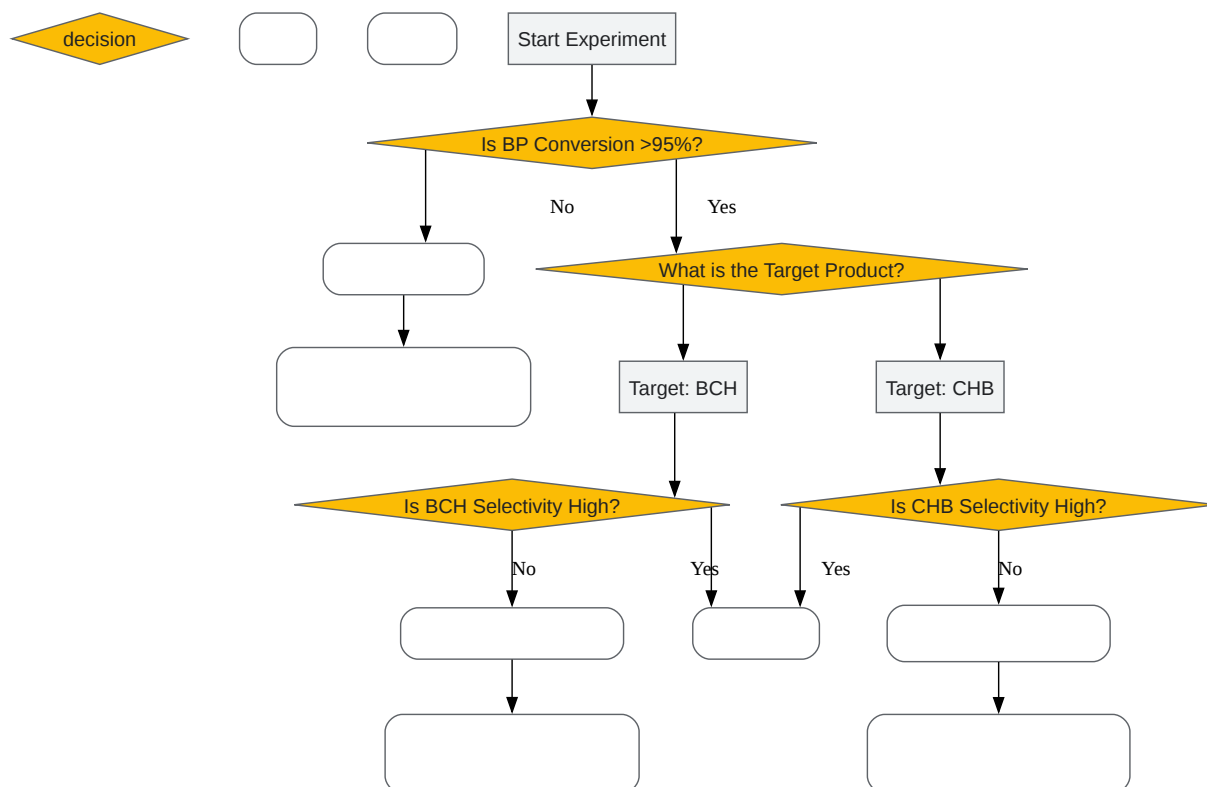 decision
Start Experiment
Is BP Conversion >95%?
No
Yes
What is the Target Product?
Target: BCH
Target: CHB
Is BCH Selectivity High?
Is CHB Selectivity High?
No
Yes
Yes
No